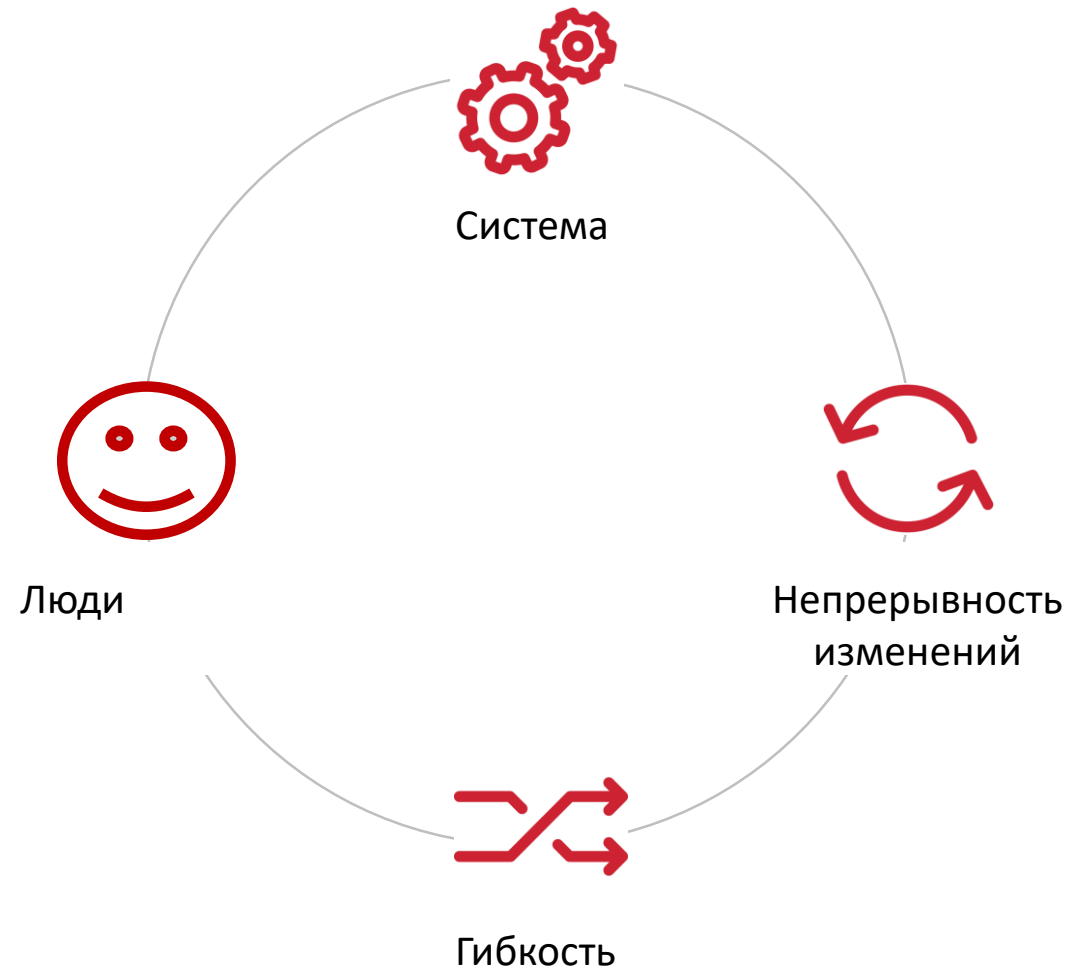 Система
Люди
Непрерывность
изменений
Гибкость